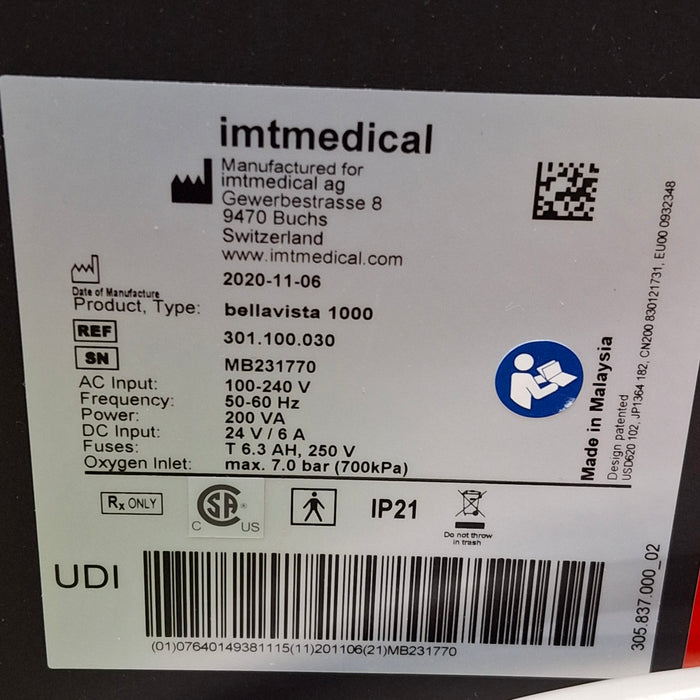 imtmedical
Manufactured for
imtmedical ag
Gewerbestrasse 8
9470 Buchs
Switzerland
www.imtmedical.com
2020-11-06
Date of Manufacture
Product, Type: bellavista 1000
REF 301.100.030
SN MB231770
AC Input: 100-240 V
Frequency: 50-60 Hz
Power: 200 VA
DC Input: 24 V / 6 A
Fuses: T 6.3 AH, 250 V
Oxygen Inlet: max. 7.0 bar (700kPa)
Made in Malaysia
Design patented
USD620 102, JP1364 182, CN200 830121731, EU00 0932348
Rx ONLY
CSA®
C US
IP21
Do not throw
in trash
UDI
(01)07640149381115(11)201106(21)MB231770
305.837.000_02